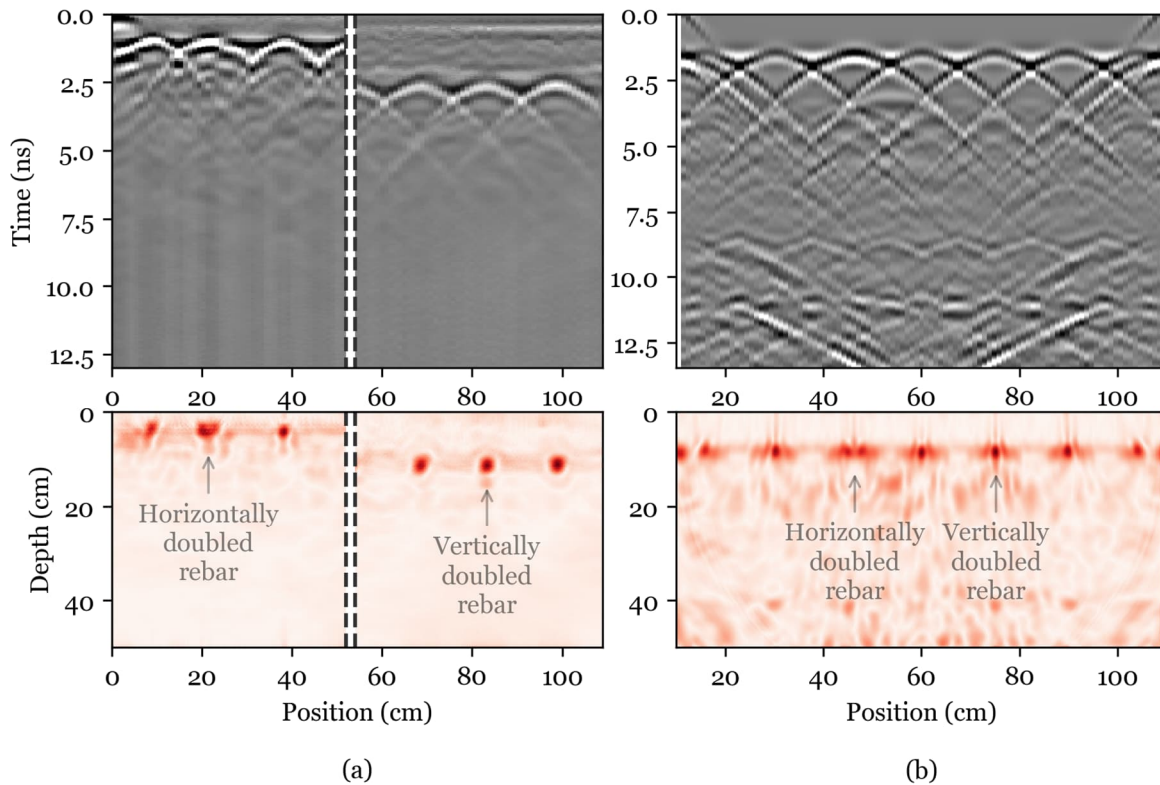 0.0
2.5
5.0
7.5
10.0
12.5
Time (ns)
0 20 40 60 80 100
0.0
2.5
5.0
7.5
10.0
12.5
20 40 60 80 100
0
20
40
Depth (cm)
Horizontally
doubled
rebar
Vertically
doubled
rebar
0 20 40 60 80 100
Position (cm)
0
20
40
Horizontally
doubled
rebar
Vertically
doubled
rebar
20 40 60 80 100
Position (cm)
(a)
(b)